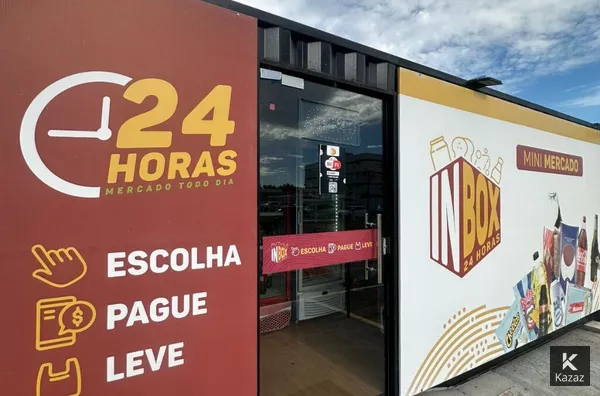 24
HORAS
MERCADO TODO DIA
ESCOLHA
PAGUE
LEVE
INBOX
ESCOLHA
PAGUE
LEVE
INBOX
24 HORAS
MINI MERCADO
K
Kazaz